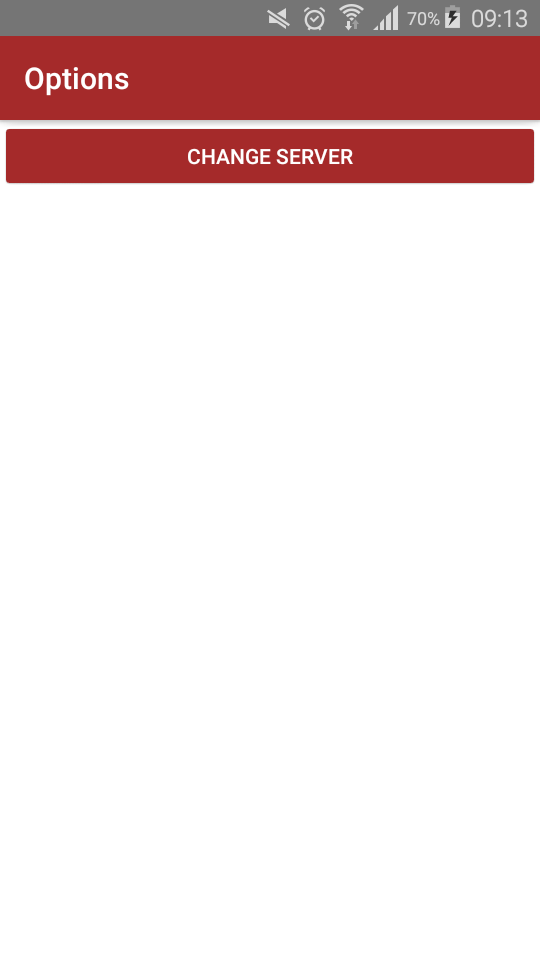 70% 09:13
Options
CHANGE SERVER